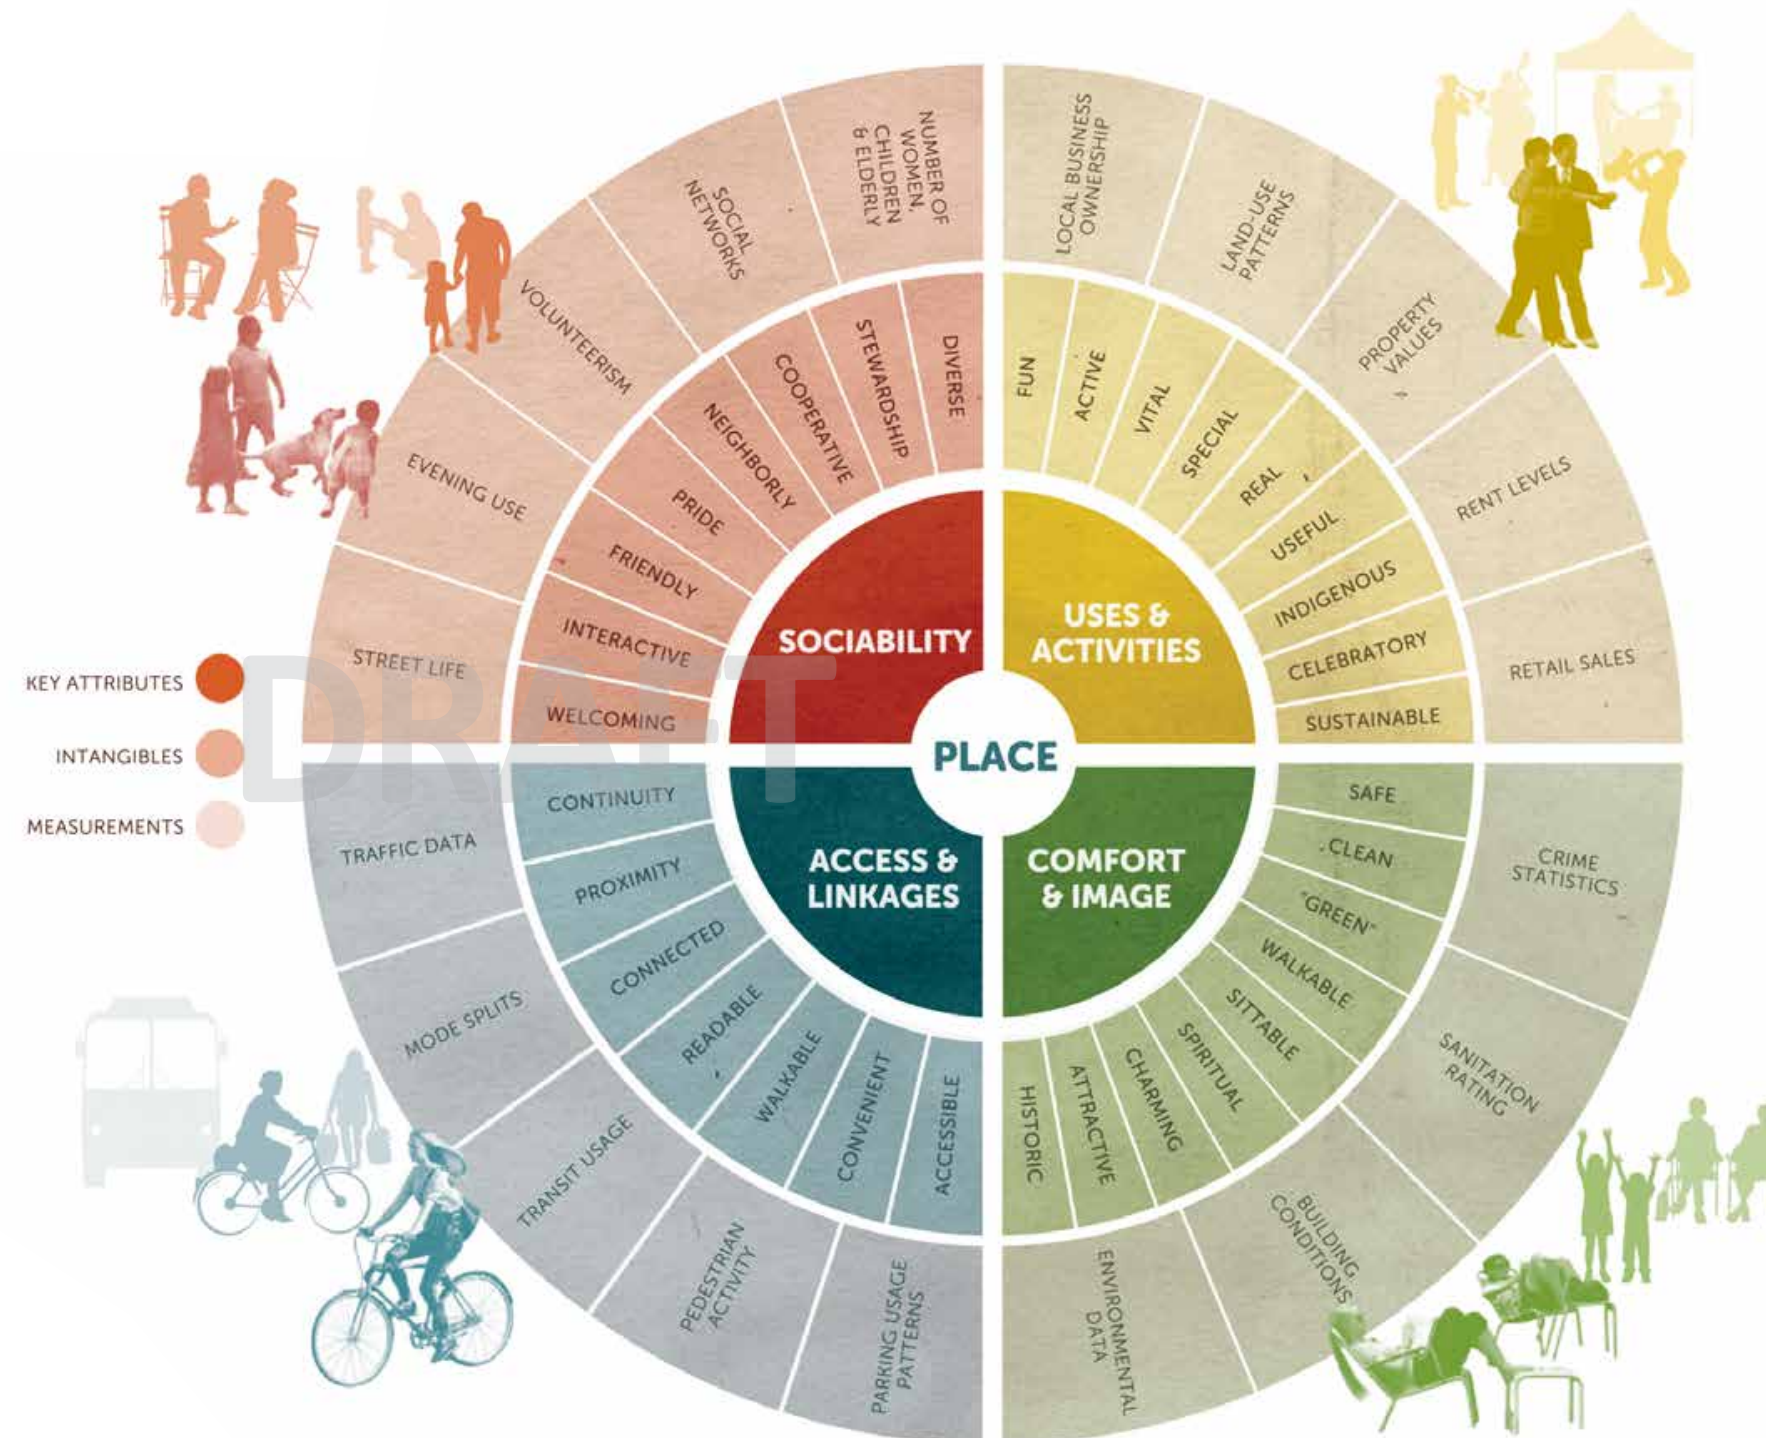 NUMBER OF
WOMEN,
CHILDREN
& ELDERLY
SOCIAL
NETWORKS
VOLUNTEERISM
EVENING USE
STREET LIFE
DIVERSE
STEWARDSHIP
COOPERATIVE
NEIGHBORLY
PRIDE
FRIENDLY
INTERACTIVE
WELCOMING
SOCIABILITY
LOCAL BUSINESS
OWNERSHIP
LAND-USE
PATTERNS
PROPERTY
VALUES
RENT LEVELS
RETAIL SALES
FUN
ACTIVE
VITAL
SPECIAL
REAL
USEFUL
INDIGENOUS
CELEBRATORY
SUSTAINABLE
USES &
ACTIVITIES
PLACE
KEY ATTRIBUTES
INTANGIBLES
MEASUREMENTS
DRAFT
ACCESS &
LINKAGES
CONTINUITY
PROXIMITY
CONNECTED
READABLE
WALKABLE
CONVENIENT
ACCESSIBLE
TRAFFIC DATA
MODE SPLITS
TRANSIT USAGE
PEDESTRIAN
ACTIVITY
PARKING USAGE
PATTERNS
COMFORT
& IMAGE
SAFE
CLEAN
"GREEN"
WALKABLE
SITTABLE
SPIRITUAL
CHARMING
ATTRACTIVE
HISTORIC
CRIME
STATISTICS
SANITATION
RATING
BUILDING
CONDITIONS
ENVIRONMENTAL
DATA